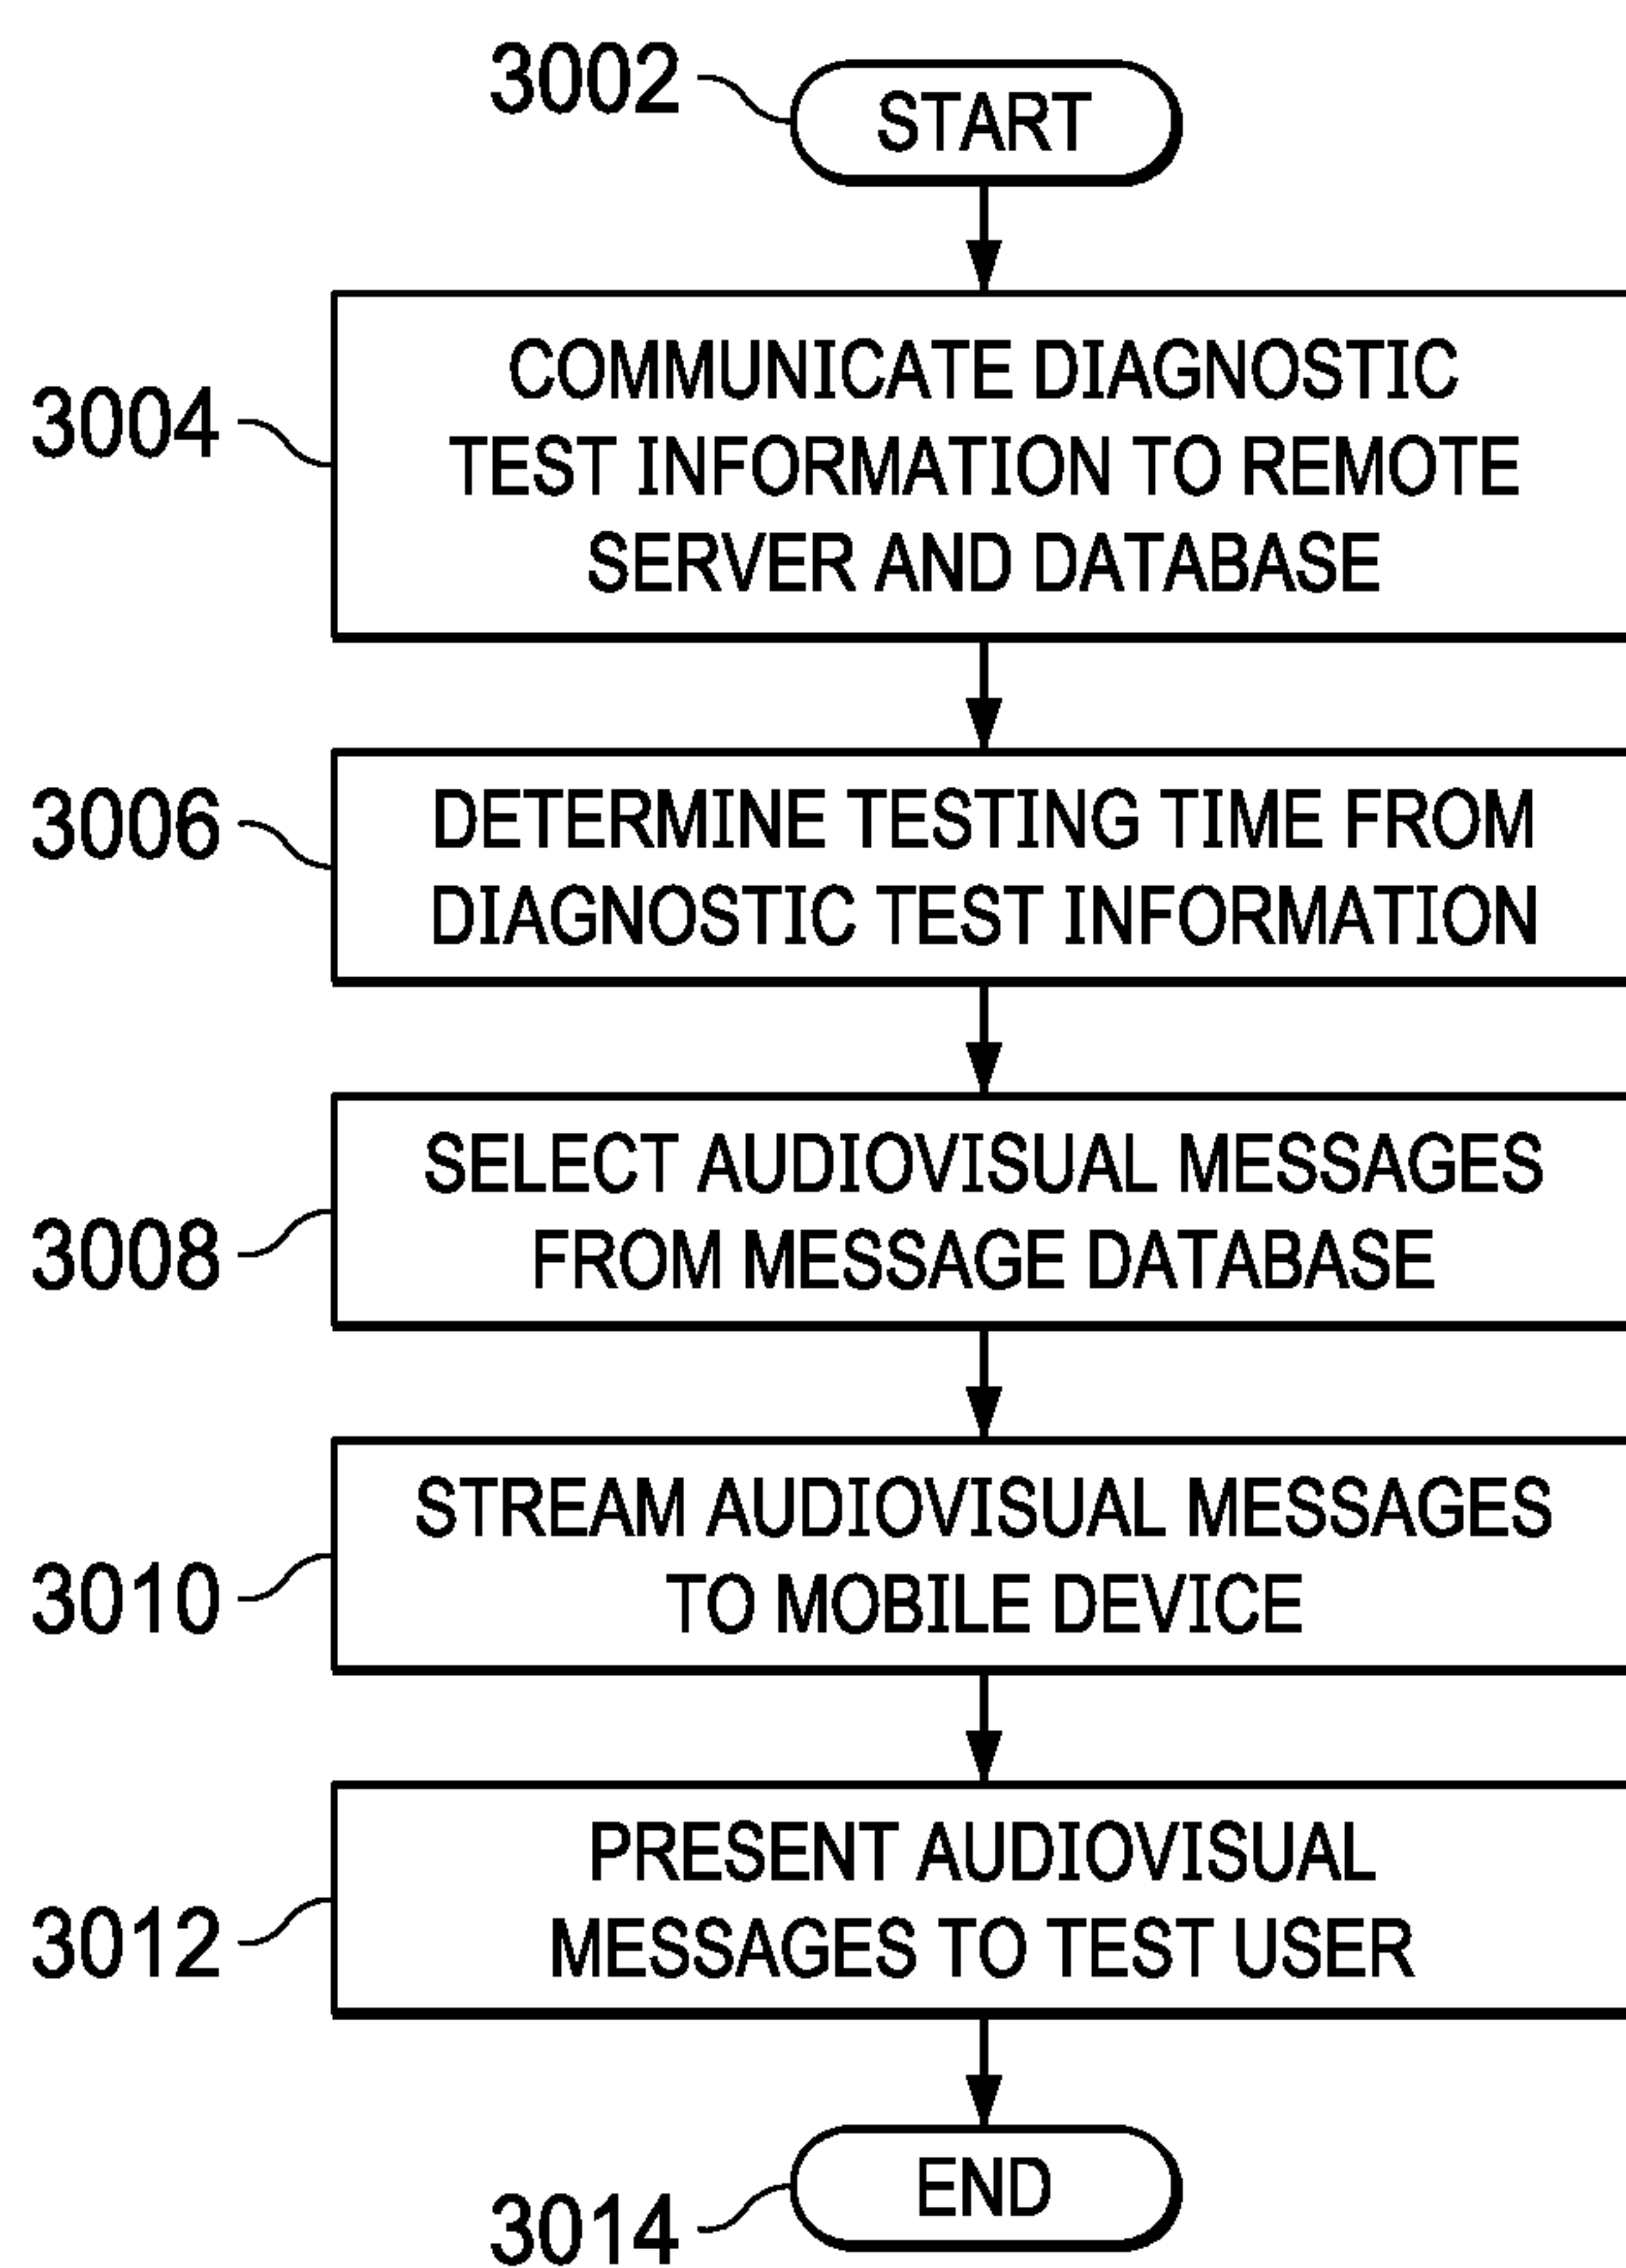 3002
START
3004
COMMUNICATE DIAGNOSTIC
TEST INFORMATION TO REMOTE
SERVER AND DATABASE
3006
DETERMINE TESTING TIME FROM
DIAGNOSTIC TEST INFORMATION
3008
SELECT AUDIOVISUAL MESSAGES
FROM MESSAGE DATABASE
3010
STREAM AUDIOVISUAL MESSAGES
TO MOBILE DEVICE
3012
PRESENT AUDIOVISUAL
MESSAGES TO TEST USER
3014
END